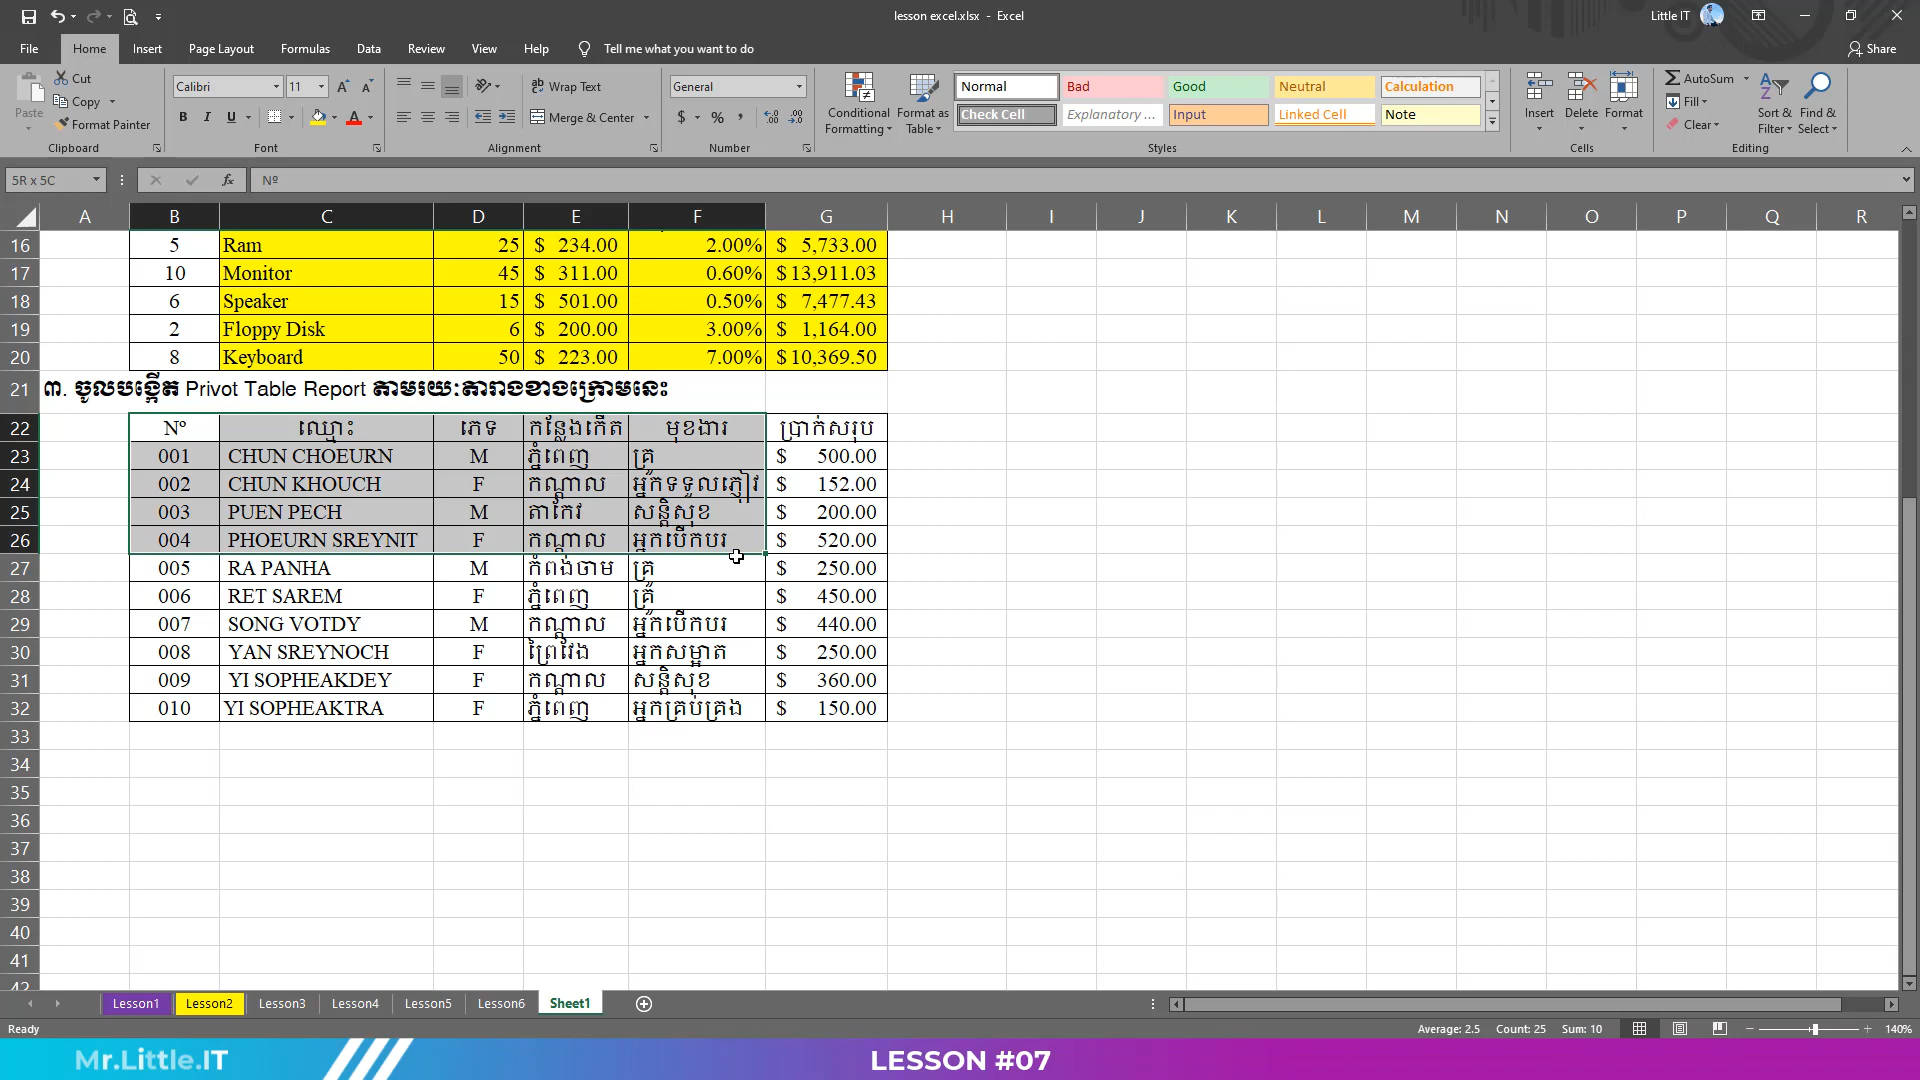 lesson excel.xlsx - Excel
Little IT
File Home Insert Page Layout Formulas Data Review View Help Tell me what you want to do Share
Cut
Copy
Format Painter
Paste
Clipboard
Calibri 11
B I U
Font
Wrap Text
Merge & Center
Alignment
General
$ % ,
Number
Conditional Formatting
Format as Table
Normal Bad Good Neutral Calculation
Check Cell Explanatory ... Input Linked Cell Note
Styles
Insert Delete Format
Cells
AutoSum
Fill
Clear
Sort & Filter
Find & Select
Editing
5R x 5C
fx Nº
A B C D E F G H I J K L M N O P Q R
16 5 Ram 25 $ 234.00 2.00% $ 5,733.00
17 10 Monitor 45 $ 311.00 0.60% $ 13,911.03
18 6 Speaker 15 $ 501.00 0.50% $ 7,477.43
19 2 Floppy Disk 6 $ 200.00 3.00% $ 1,164.00
20 8 Keyboard 50 $ 223.00 7.00% $ 10,369.50
21 ៣. ចូលបង្កើត Privot Table Report តាមរយៈតារាងខាងក្រោមនេះ
22 Nº ឈ្មោះ ភេទ កន្លែងកើត មុខងារ ប្រាក់សរុប
23 001 CHUN CHOEURN M ភ្នំពេញ គ្រូ $ 500.00
24 002 CHUN KHOUCH F កណ្តាល អ្នកទទួលភ្ញៀវ $ 152.00
25 003 PUEN PECH M តាកែវ សន្តិសុខ $ 200.00
26 004 PHOEURN SREYNIT F កណ្តាល អ្នកបើកបរ $ 520.00
27 005 RA PANHA M កំពង់ចាម គ្រូ $ 250.00
28 006 RET SAREM F ភ្នំពេញ គ្រូ $ 450.00
29 007 SONG VOTDY M កណ្តាល អ្នកបើកបរ $ 440.00
30 008 YAN SREYNOCH F ព្រៃវែង អ្នកសម្អាត $ 250.00
31 009 YI SOPHEAKDEY F កណ្តាល សន្តិសុខ $ 360.00
32 010 YI SOPHEAKTRA F ភ្នំពេញ អ្នកគ្រប់គ្រង $ 150.00
33
34
35
36
37
38
39
40
41
42
Lesson1 Lesson2 Lesson3 Lesson4 Lesson5 Lesson6 Sheet1
Ready Average: 2.5 Count: 25 Sum: 10 140%
Mr.Little.IT LESSON #07